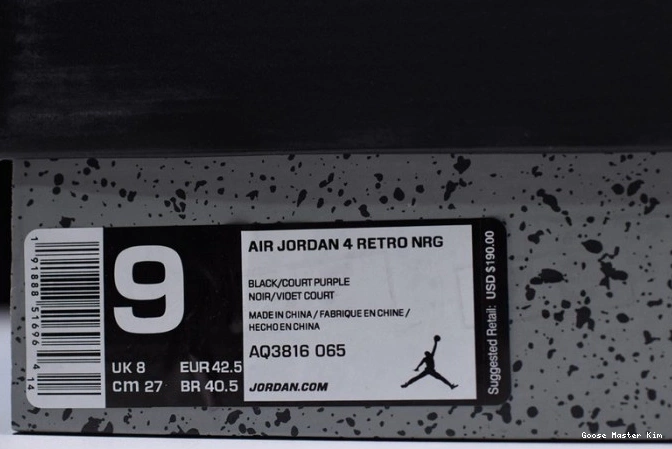 1 91888 51696 4 14
9
UK 8 EUR 42.5
cm 27 BR 40.5
AIR JORDAN 4 RETRO NRG
BLACK/COURT PURPLE
NOIR/VIOET COURT
MADE IN CHINA / FABRIQUE EN CHINE /
HECHO EN CHINA
AQ3816 065
JORDAN.COM
Suggested Retail: USD $190.00
Goose Master Kim